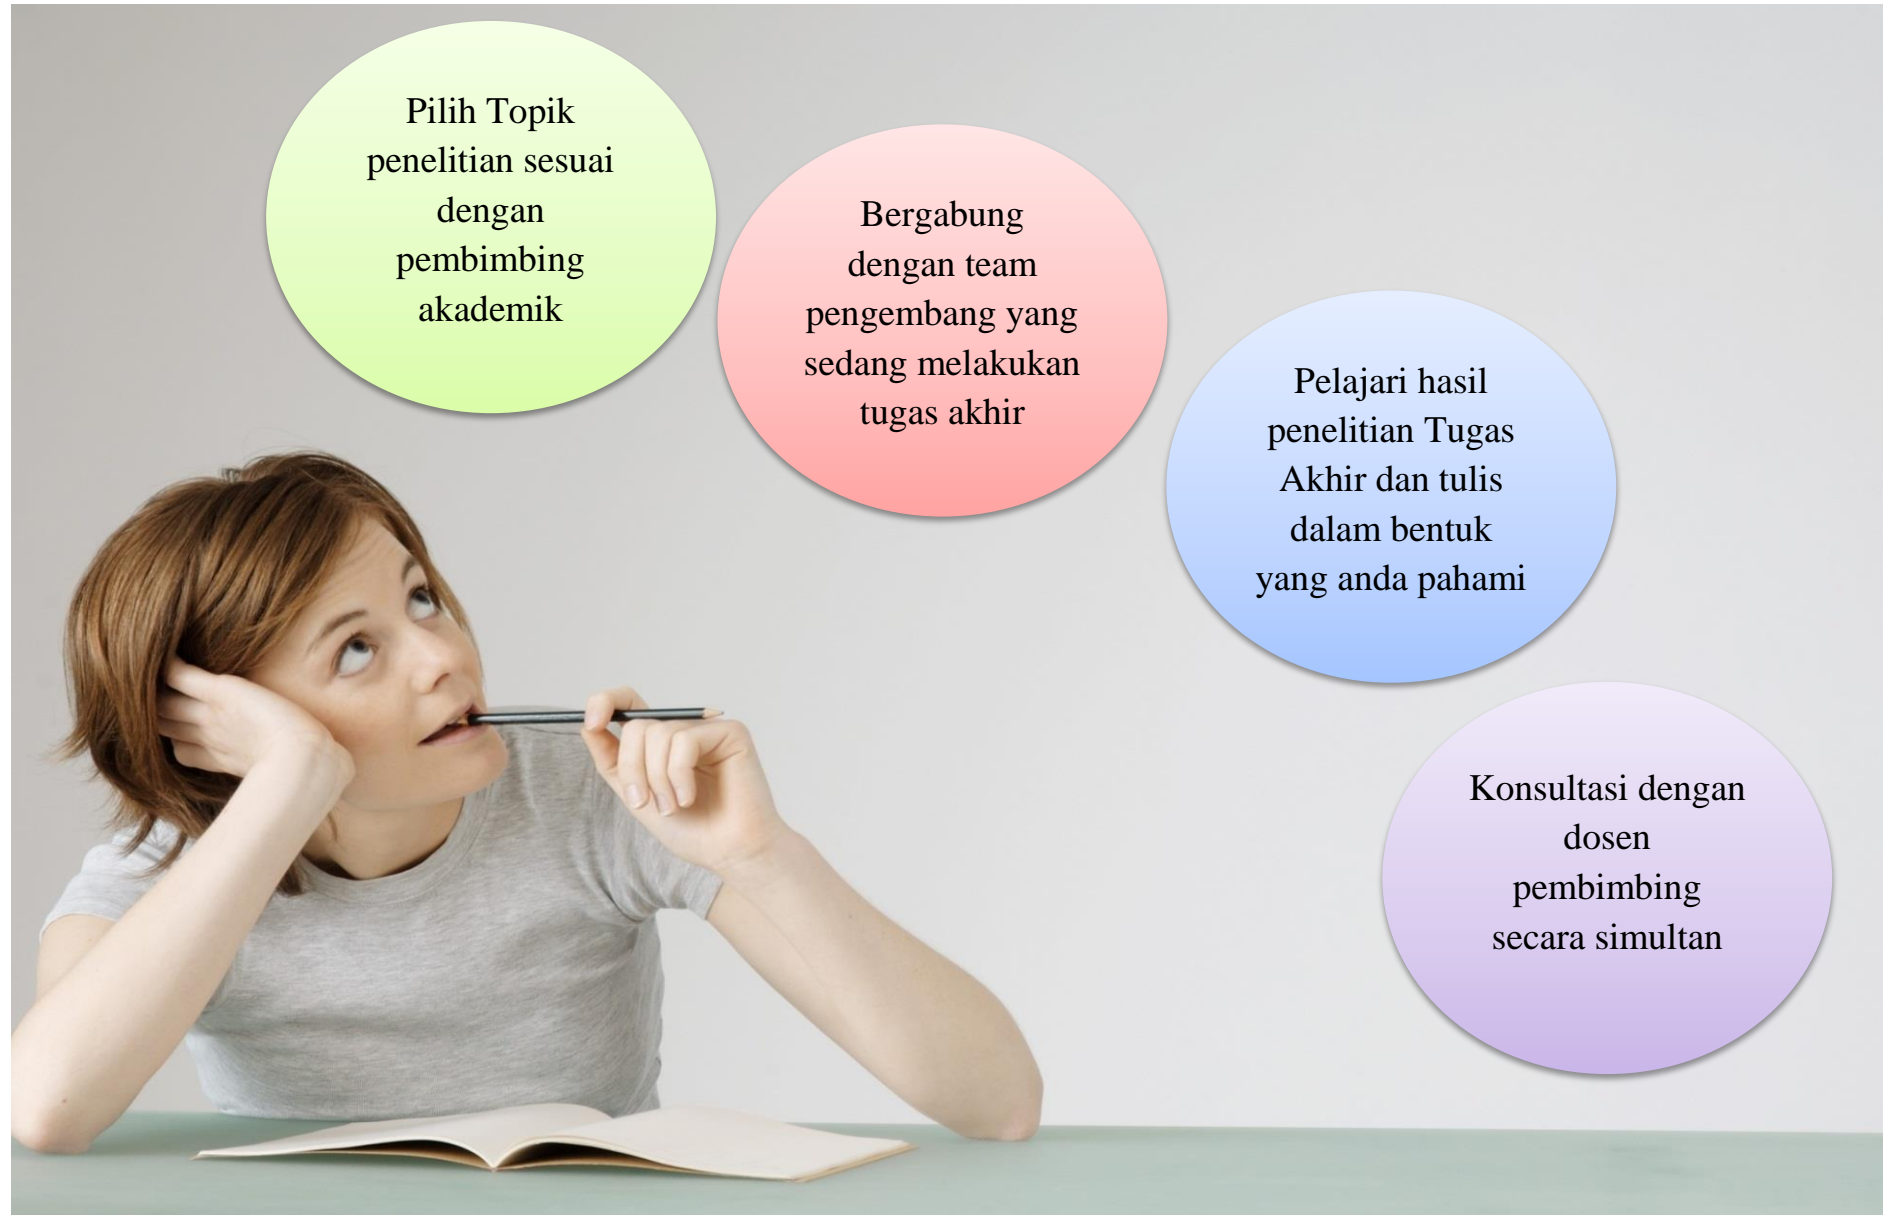 Pilih Topik
penelitian sesuai
dengan
pembimbing
akademik
Bergabung
dengan team
pengembang yang
sedang melakukan
tugas akhir
Pelajari hasil
penelitian Tugas
Akhir dan tulis
dalam bentuk
yang anda pahami
Konsultasi dengan
dosen
pembimbing
secara simultan